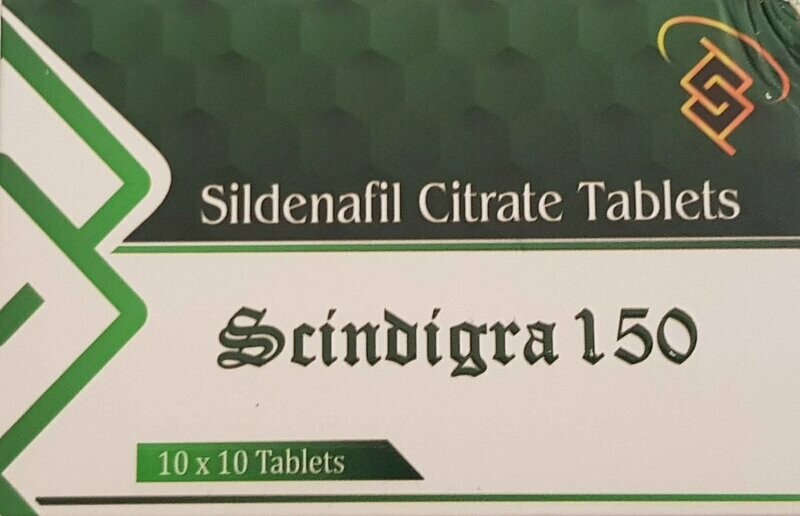 Sildenafil Citrate Tablets
Scindigra 150
10 x 10 Tablets